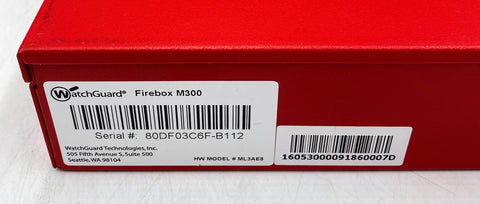 WatchGuard® Firebox M300
Serial #: 80DF03C6F-B112
WatchGuard Technologies, Inc.
505 Fifth Avenue S, Suite 500
Seattle, WA 98104
HW MODEL # ML3AE8
16053000091860007D